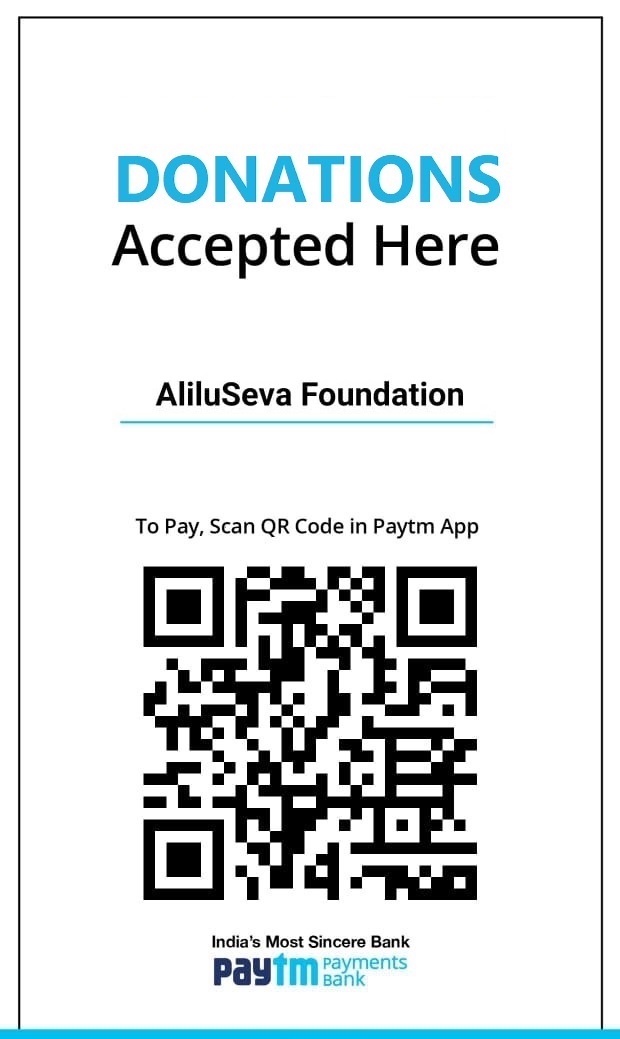 DONATIONS
Accepted Here
AliluSeva Foundation
To Pay, Scan QR Code in Paytm App
India's Most Sincere Bank
paytm Payments
Bank